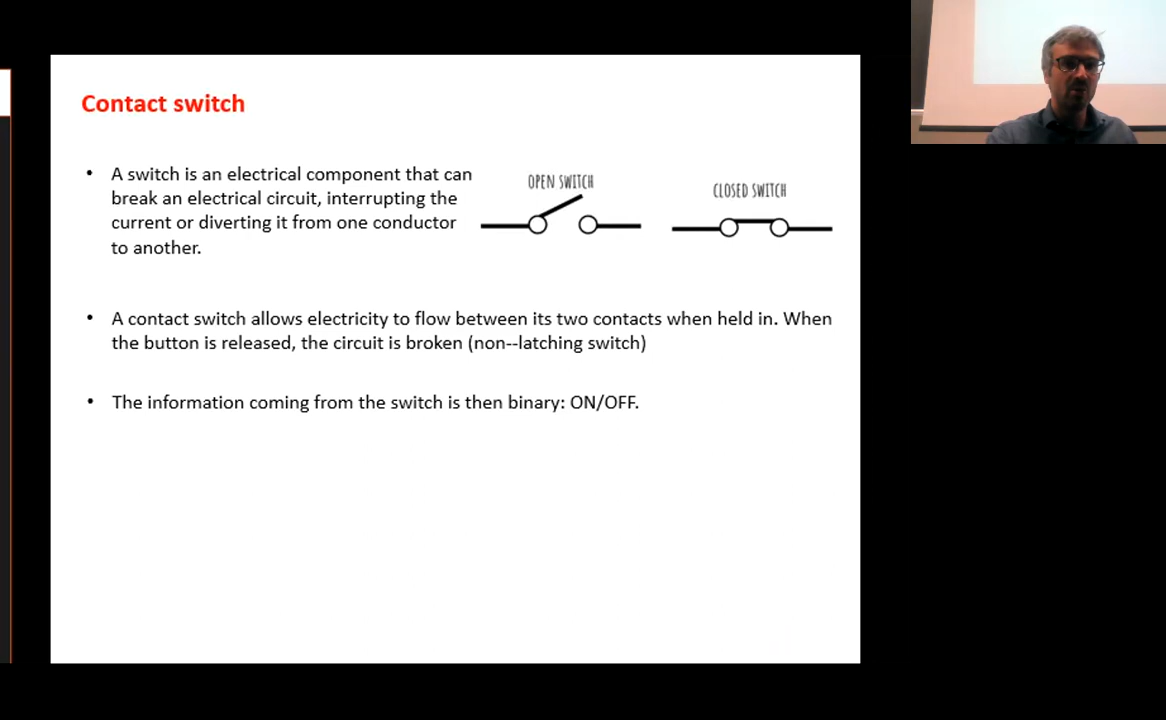 Contact switch
• A switch is an electrical component that can
break an electrical circuit, interrupting the
current or diverting it from one conductor
to another.
OPEN SWITCH
CLOSED SWITCH
• A contact switch allows electricity to flow between its two contacts when held in. When
the button is released, the circuit is broken (non--latching switch)
• The information coming from the switch is then binary: ON/OFF.